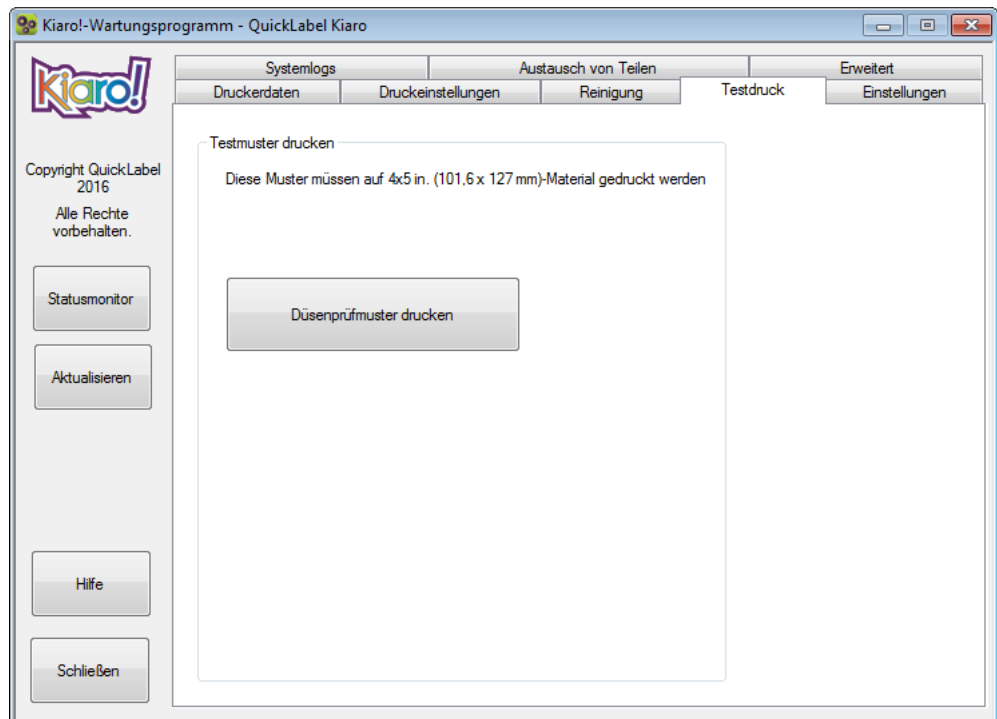 Kiaro!-Wartungsprogramm - QuickLabel Kiaro
Kiaro!
Systemlogs
Austausch von Teilen
Erweitert
Druckerdaten
Druckeinstellungen
Reinigung
Testdruck
Einstellungen
Copyright QuickLabel
2016
Alle Rechte
vorbehalten.
Statusmonitor
Aktualisieren
Hilfe
Schließen
Testmuster drucken
Diese Muster müssen auf 4x5 in. (101,6 x 127 mm)-Material gedruckt werden
Düsenprüfmuster drucken